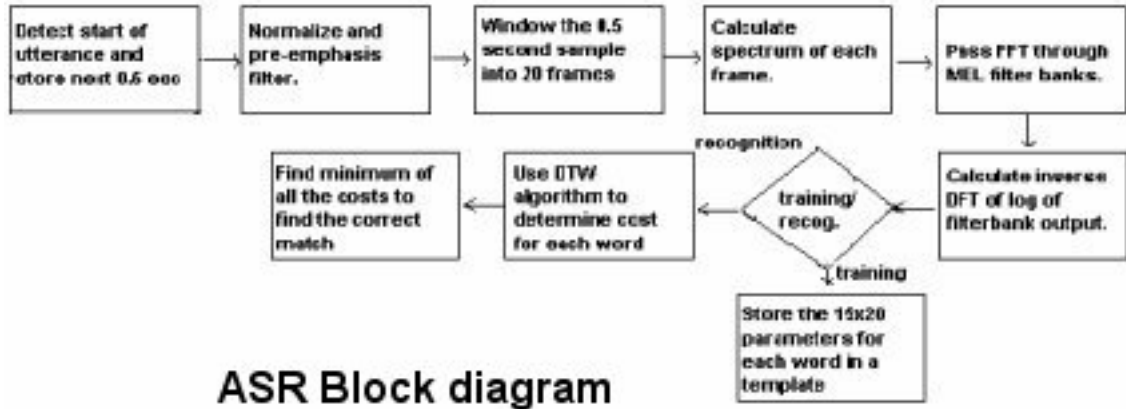 Detect start of
utterance and
store next 0.5 sec
Normalize and
pre-emphasis
filter.
Window the 0.5
second sample
into 20 frames
Calculate
spectrum of each
frame.
Pass FFT through
MEL filter banks.
Calculate inverse
DFT of log of
filterbank output.
recognition
training/
recog.
training
Use DTW
algorithm to
determine cost
for each word
Find minimum of
all the costs to
find the correct
match
Store the 15x20
parameters for
each word in a
template
ASR Block diagram